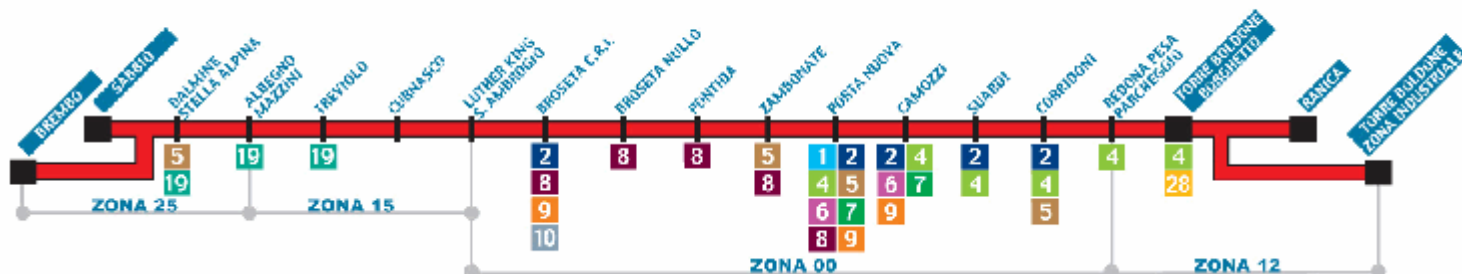 BREMBO
SABBIO
DALMINE
STELLA ALPINA
ALBEGNO
MAZZINI
TREVIOLO
CURNASCO
LUTHER KING
S. AMBROGIO
BROSETA C.R.I.
BROSETA NULLO
PONTIDA
ZAMBONATE
PORTA NUOVA
CAMOZZI
SUARDI
CORRIDONI
REDONA PESA
PARCHEGGIO
TORRE BOLDONE
BORGHETTO
RANICA
TORRE BOLDONE
ZONA INDUSTRIALE
5
19
19
19
2
8
9
10
8
8
5
8
1 2
4 5
6 7
8 9
2 4
6 7
9
2
4
2
4
5
4
4
28
ZONA 25
ZONA 15
ZONA 00
ZONA 12